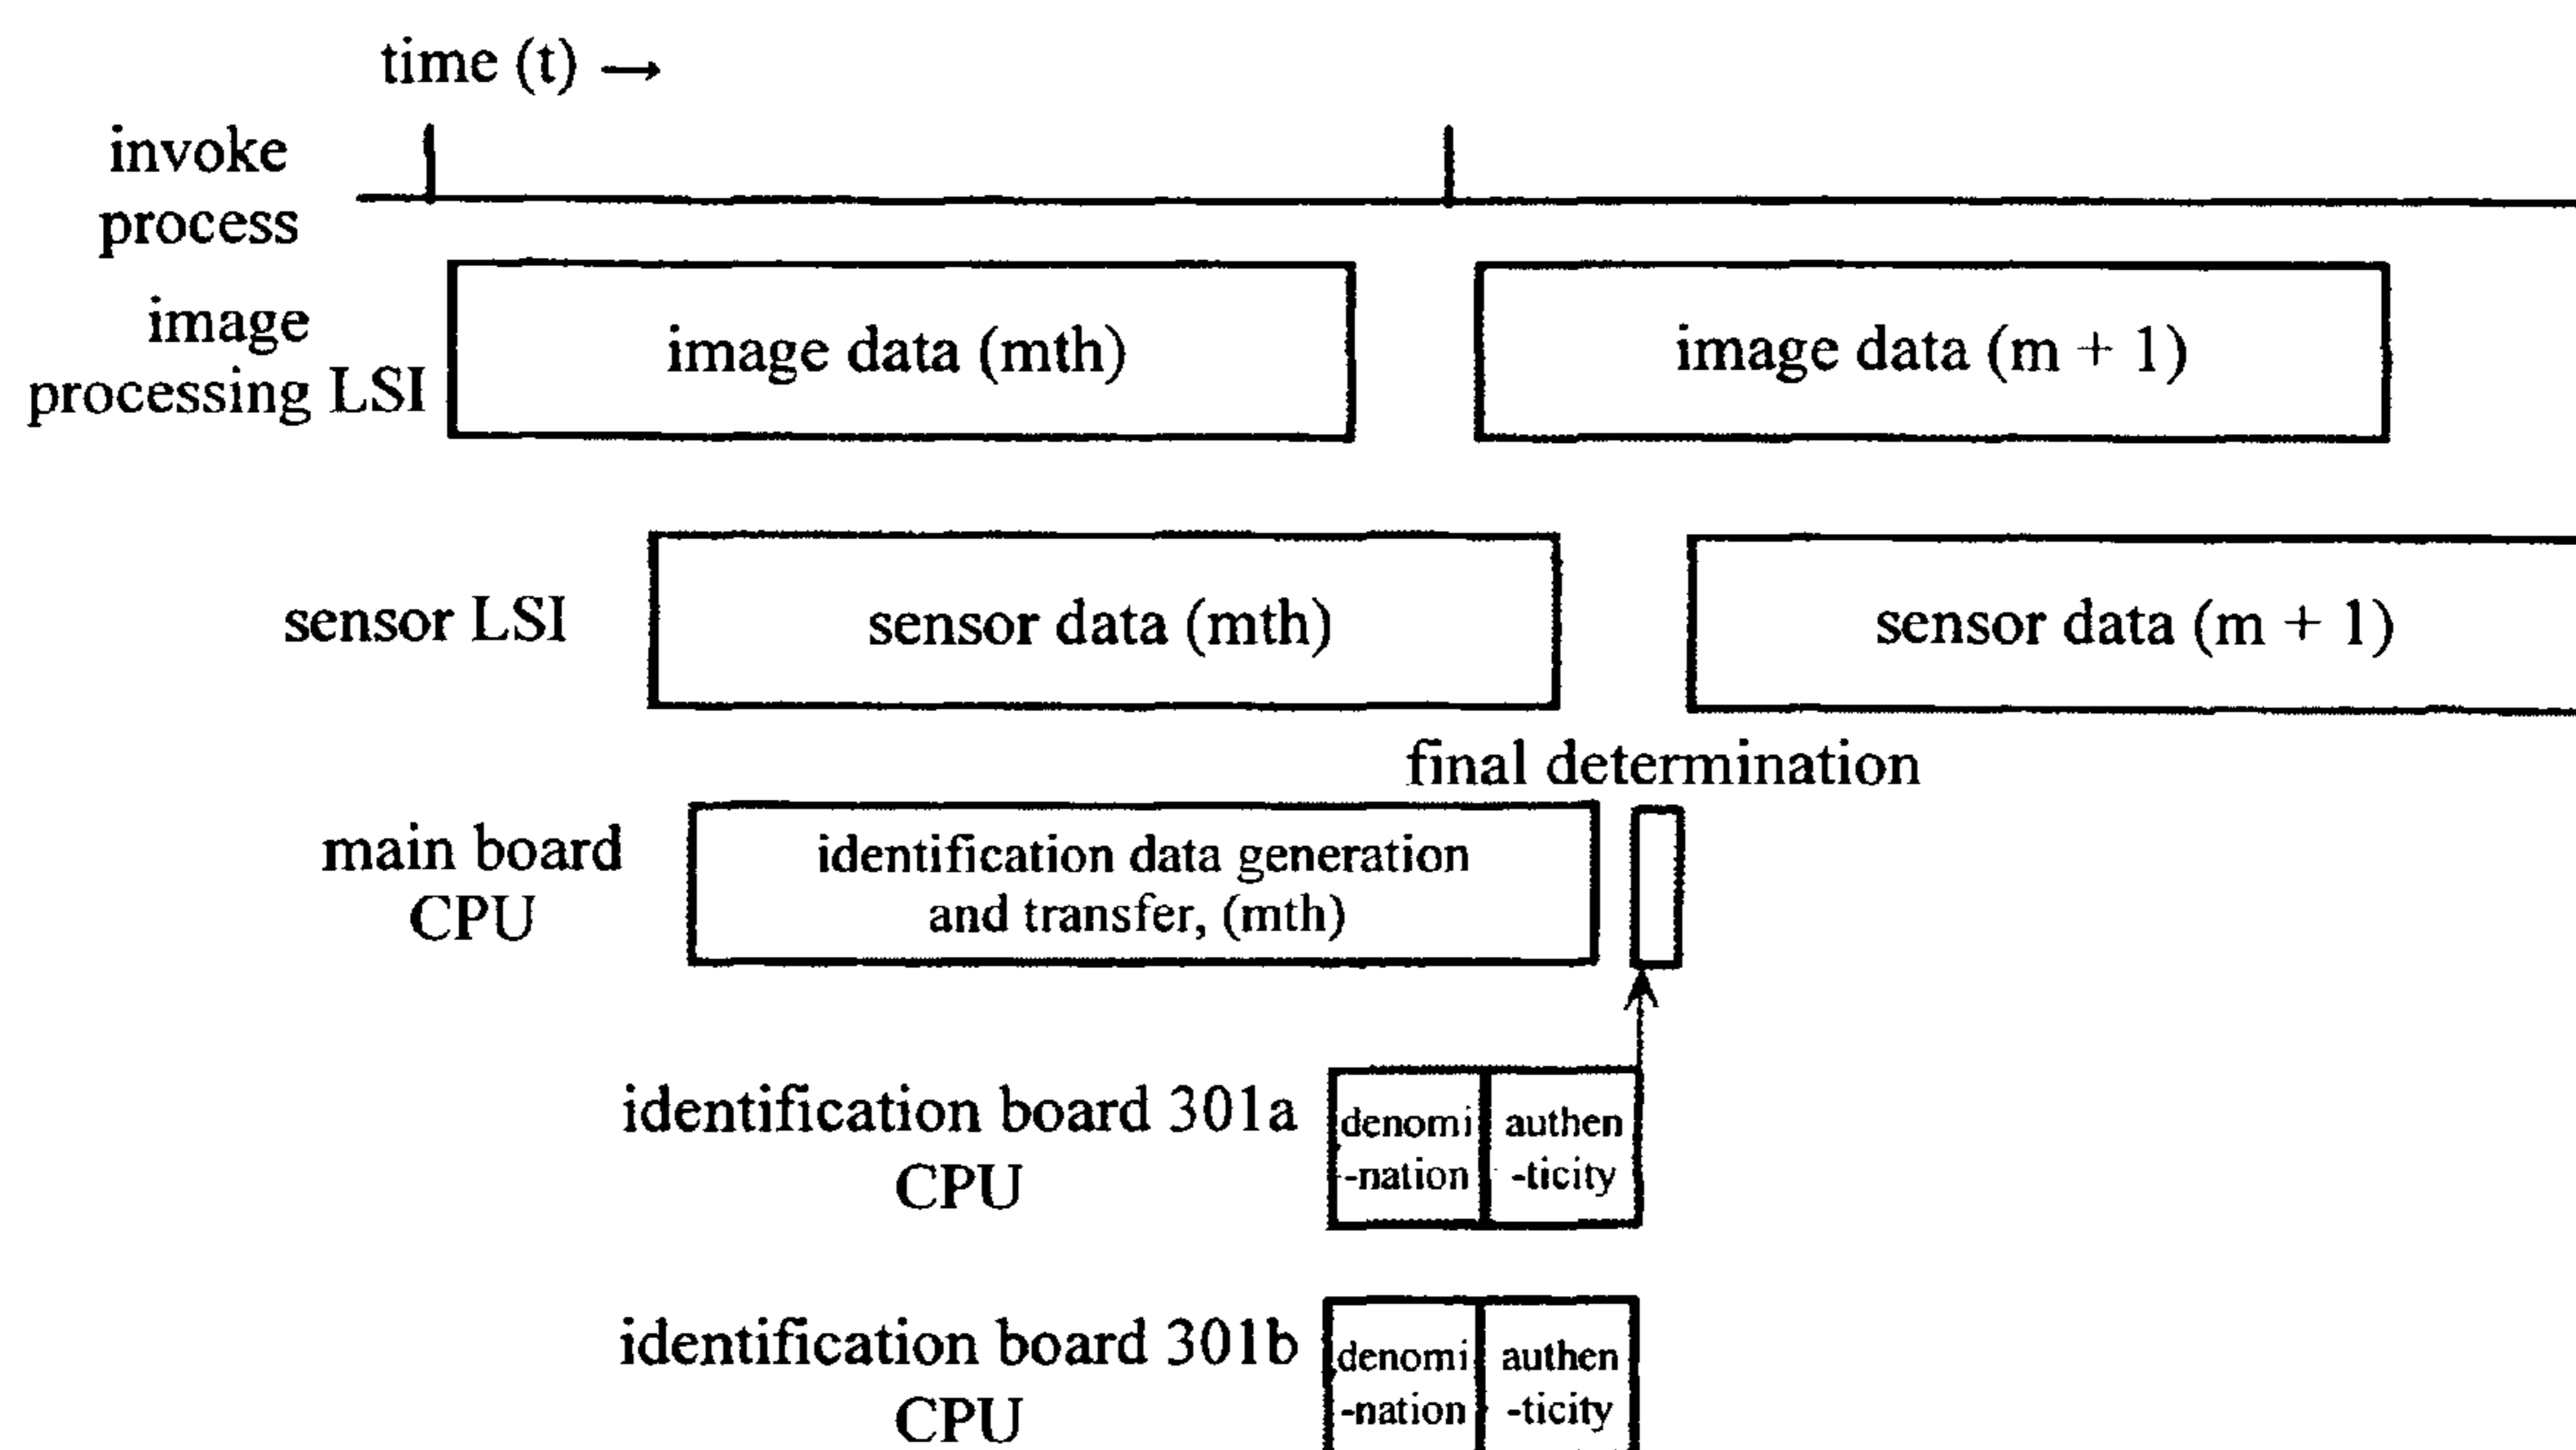 time (t) →
invoke
process
image
processing LSI
image data (mth)
image data (m + 1)
sensor LSI
sensor data (mth)
sensor data (m + 1)
final determination
main board
CPU
identification data generation
and transfer, (mth)
identification board 301a
CPU
denomi
-nation
authen
-ticity
identification board 301b
CPU
denomi
-nation
authen
-ticity